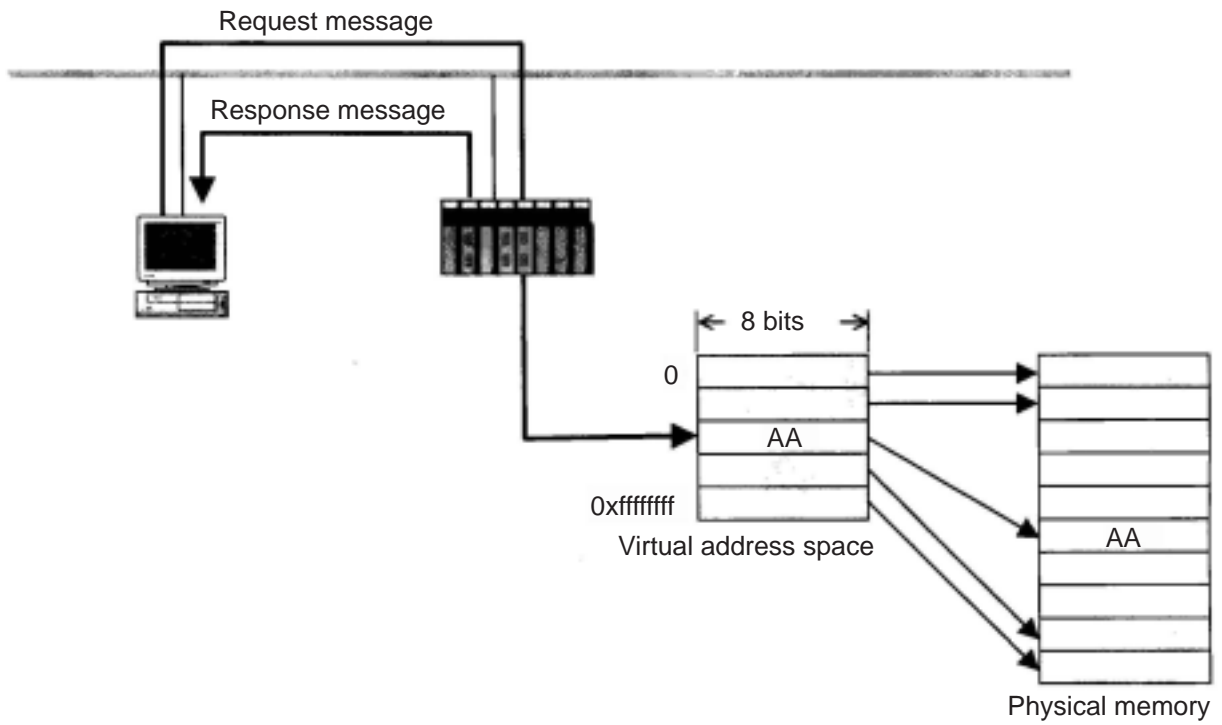 Request message
Response message
8 bits
0
AA
0xffffffff
Virtual address space
AA
Physical memory